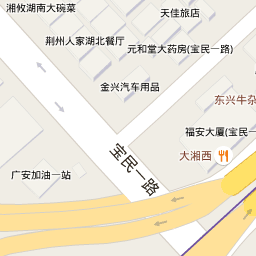 湘攸湖南大碗菜
天佳旅店
荆州人家湖北餐厅
元和堂大药房(宝民一路)
金兴汽车用品
东兴牛杂
福安大厦(宝民一
大湘西
宝民一路
广安加油一站